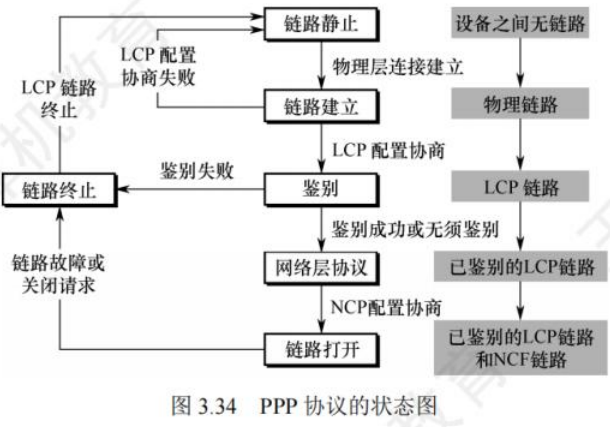 链路静止
设备之间无链路
LCP 配置
协商失败
物理层连接建立
LCP 链路
终止
链路建立
物理链路
LCP 配置协商
鉴别失败
链路终止
鉴别
LCP 链路
鉴别成功或无须鉴别
链路故障或
关闭请求
网络层协议
已鉴别的LCP链路
NCP配置协商
链路打开
已鉴别的LCP链路
和NCF链路
图 3.34 PPP 协议的状态图
机教育
教育